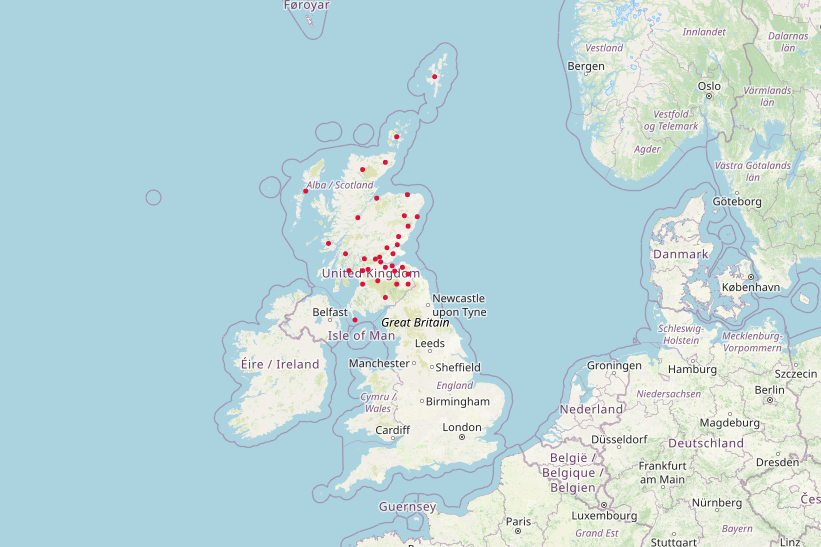 Føroyar
Vestland
Innlandet
Dalarnas
län
Bergen
Oslo
Värmlands
län
Vestfold
og Telemark
Agder
Västra Götalands
län
Alba / Scotland
Göteborg
Danmark
København
United Kingdom
Newcastle
upon Tyne
Belfast
Great Britain
Isle of Man
Leeds
Schleswig-
Holstein
Mecklenburg-
Vorpommern
Éire / Ireland
Manchester
Sheffield
Groningen
Hamburg
Szczecin
England
Cymru /
Wales
Birmingham
Nederland
Niedersachsen
Berlin
Cardiff
London
Magdeburg
Düsseldorf
Deutschland
België /
Belgique /
Belgien
Frankfurt
am Main
Dresden
Guernsey
Nürnberg
Čes
Paris
Luxembourg
Grand Est
Bayern
Stuttgart
Linz